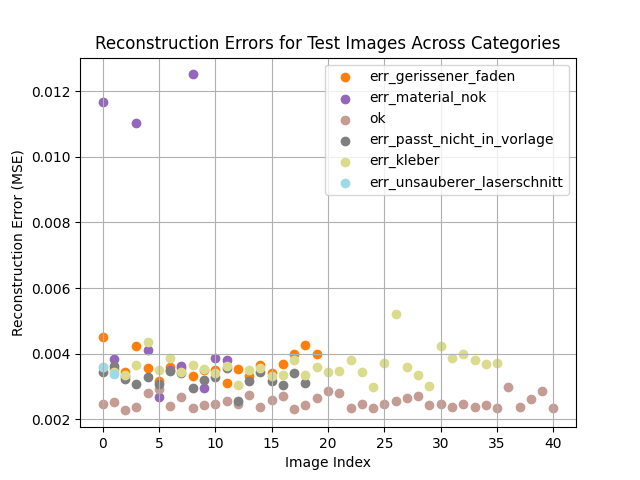 Reconstruction Errors for Test Images Across Categories
err_gerissener_faden
err_material_nok
ok
err_passt_nicht_in_vorlage
err_kleber
err_unsauberer_laserschnitt
Reconstruction Error (MSE)
0.012
0.010
0.008
0.006
0.004
0.002
0 5 10 15 20 25 30 35 40
Image Index